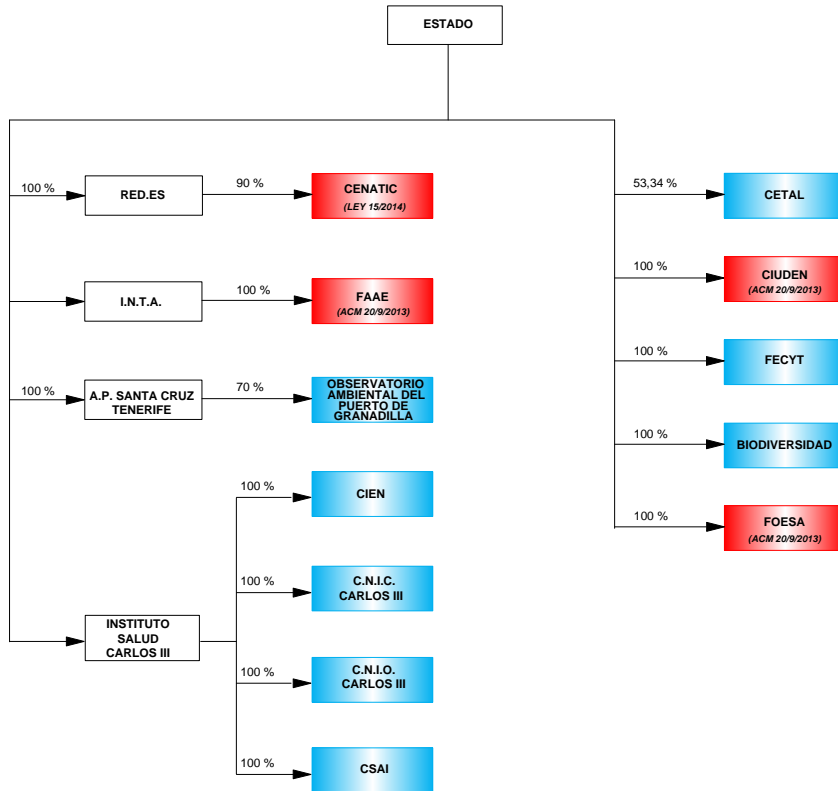 ESTADO
100 %
RED.ES
90 %
CENATIC
(LEY 15/2014)
I.N.T.A.
100 %
FAAE
(ACM 20/9/2013)
100 %
A.P. SANTA CRUZ
TENERIFE
70 %
OBSERVATORIO
AMBIENTAL DEL
PUERTO DE
GRANADILLA
INSTITUTO
SALUD
CARLOS III
100 %
CIEN
100 %
C.N.I.C.
CARLOS III
100 %
C.N.I.O.
CARLOS III
100 %
CSAI
53,34 %
CETAL
100 %
CIUDEN
(ACM 20/9/2013)
100 %
FECYT
100 %
BIODIVERSIDAD
100 %
FOESA
(ACM 20/9/2013)